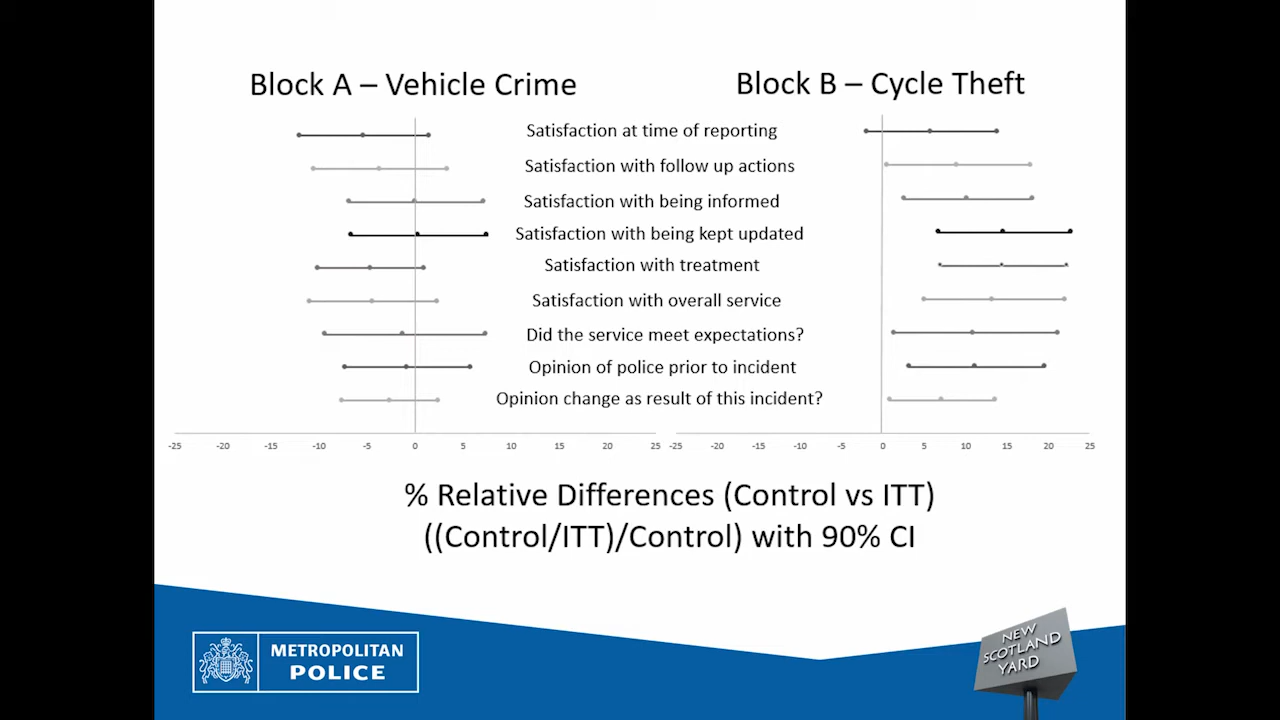 Block A – Vehicle Crime
Block B – Cycle Theft
Satisfaction at time of reporting
Satisfaction with follow up actions
Satisfaction with being informed
Satisfaction with being kept updated
Satisfaction with treatment
Satisfaction with overall service
Did the service meet expectations?
Opinion of police prior to incident
Opinion change as result of this incident?
-25 -20 -15 -10 -5 0 5 10 15 20 25
-25 -20 -15 -10 -5 0 5 10 15 20 25
% Relative Differences (Control vs ITT)
((Control/ITT)/Control) with 90% CI
METROPOLITAN
POLICE
NEW
SCOTLAND
YARD